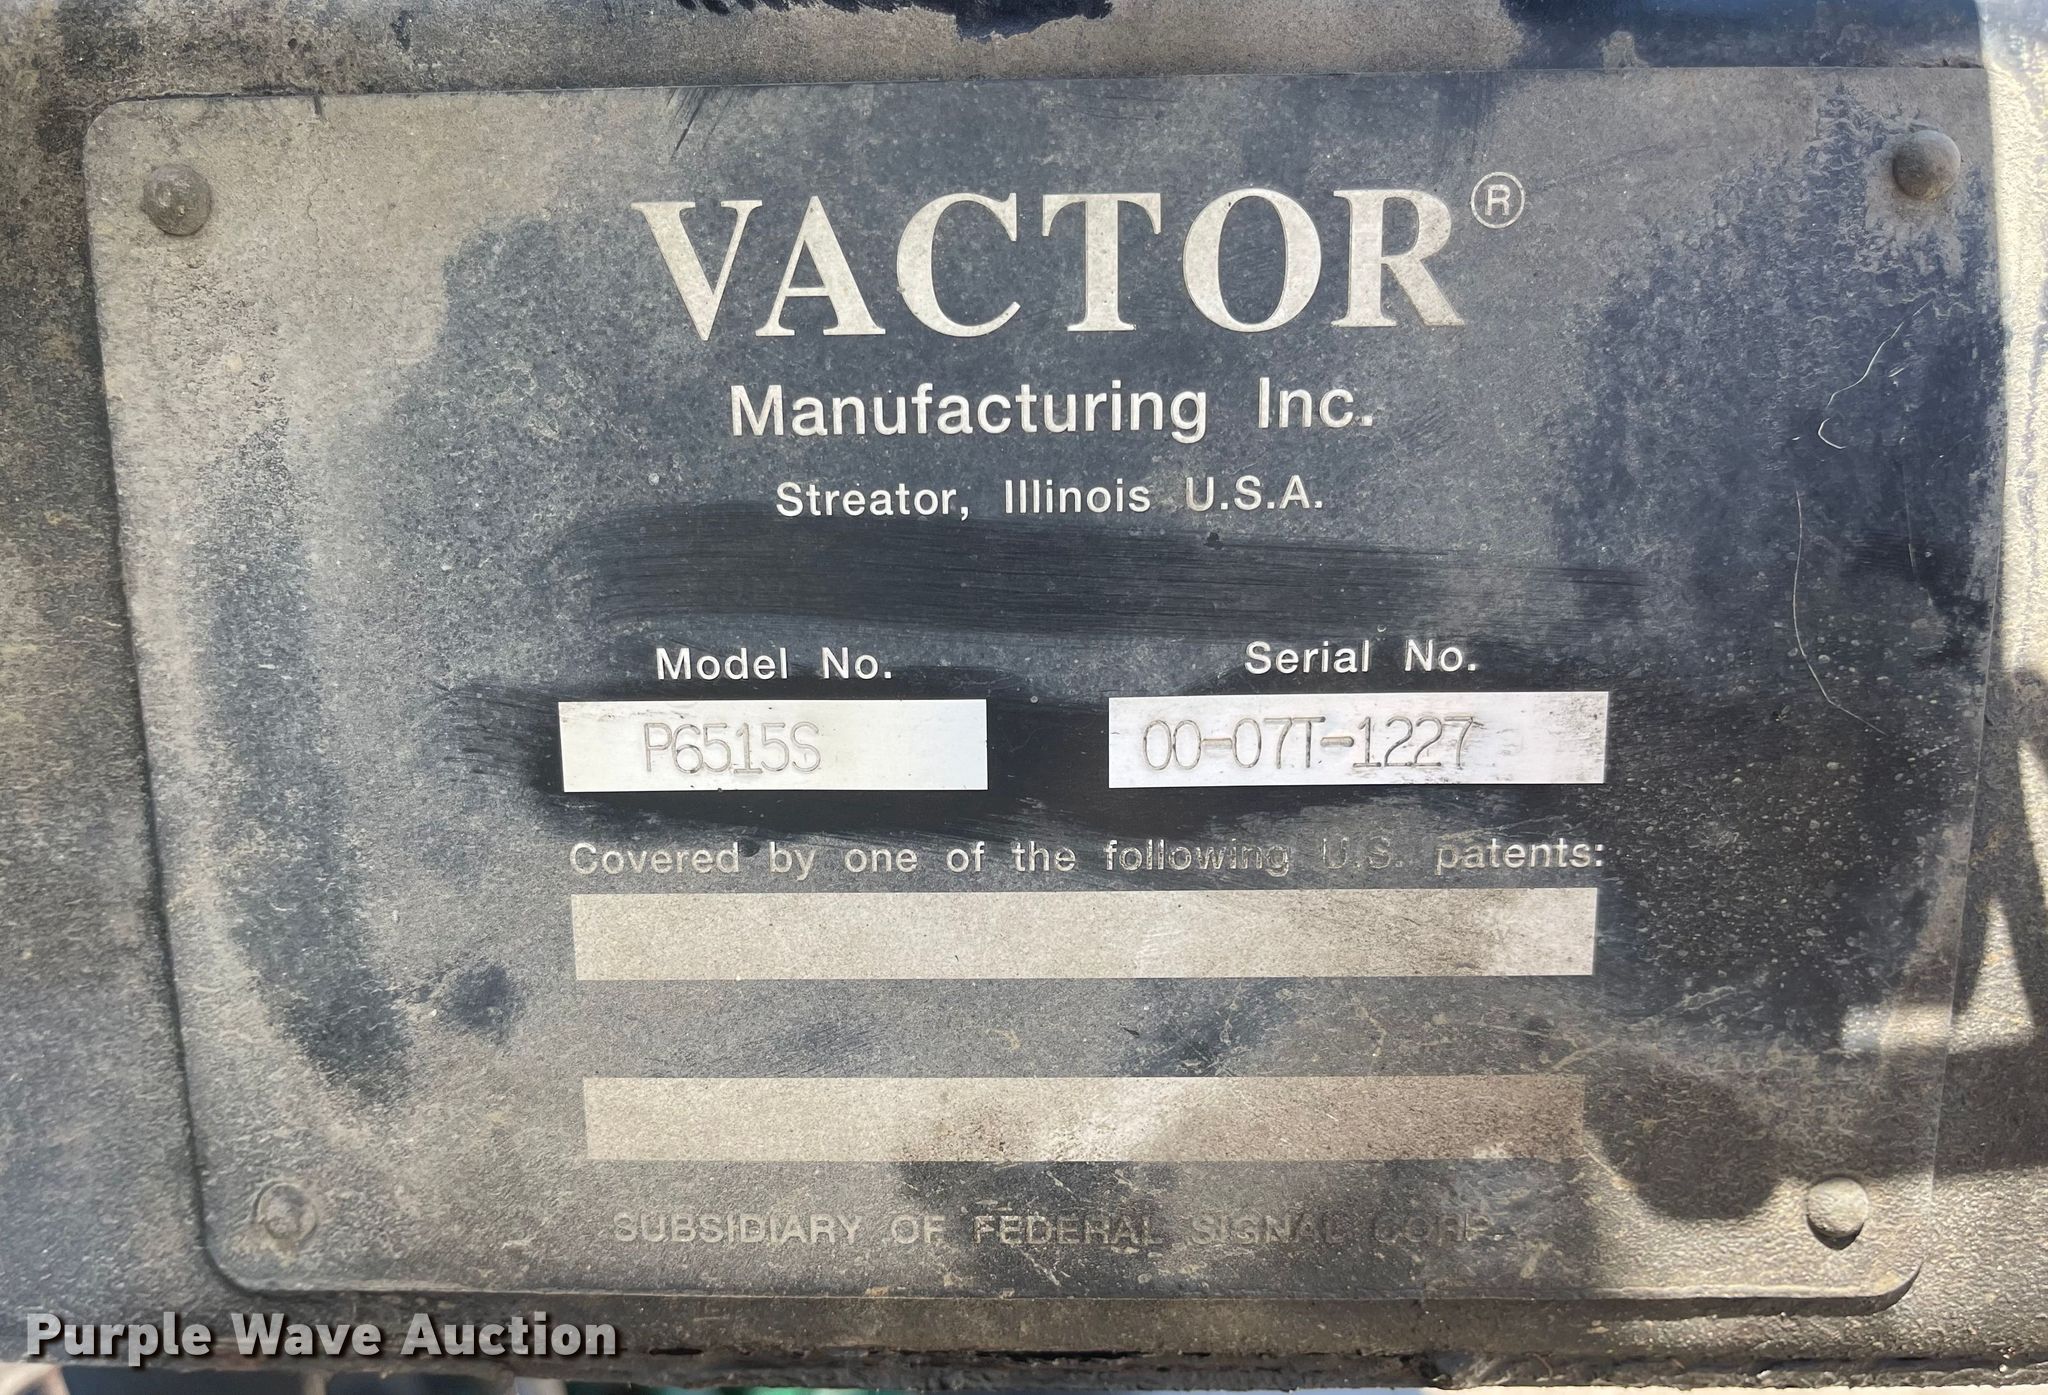 VACTOR®
Manufacturing Inc.
Streator, Illinois U.S.A.
Model No. Serial No.
P6515S 00-07T-1227
Covered by one of the following U.S. patents:
SUBSIDIARY OF FEDERAL SIGNAL CORP.
Purple Wave Auction